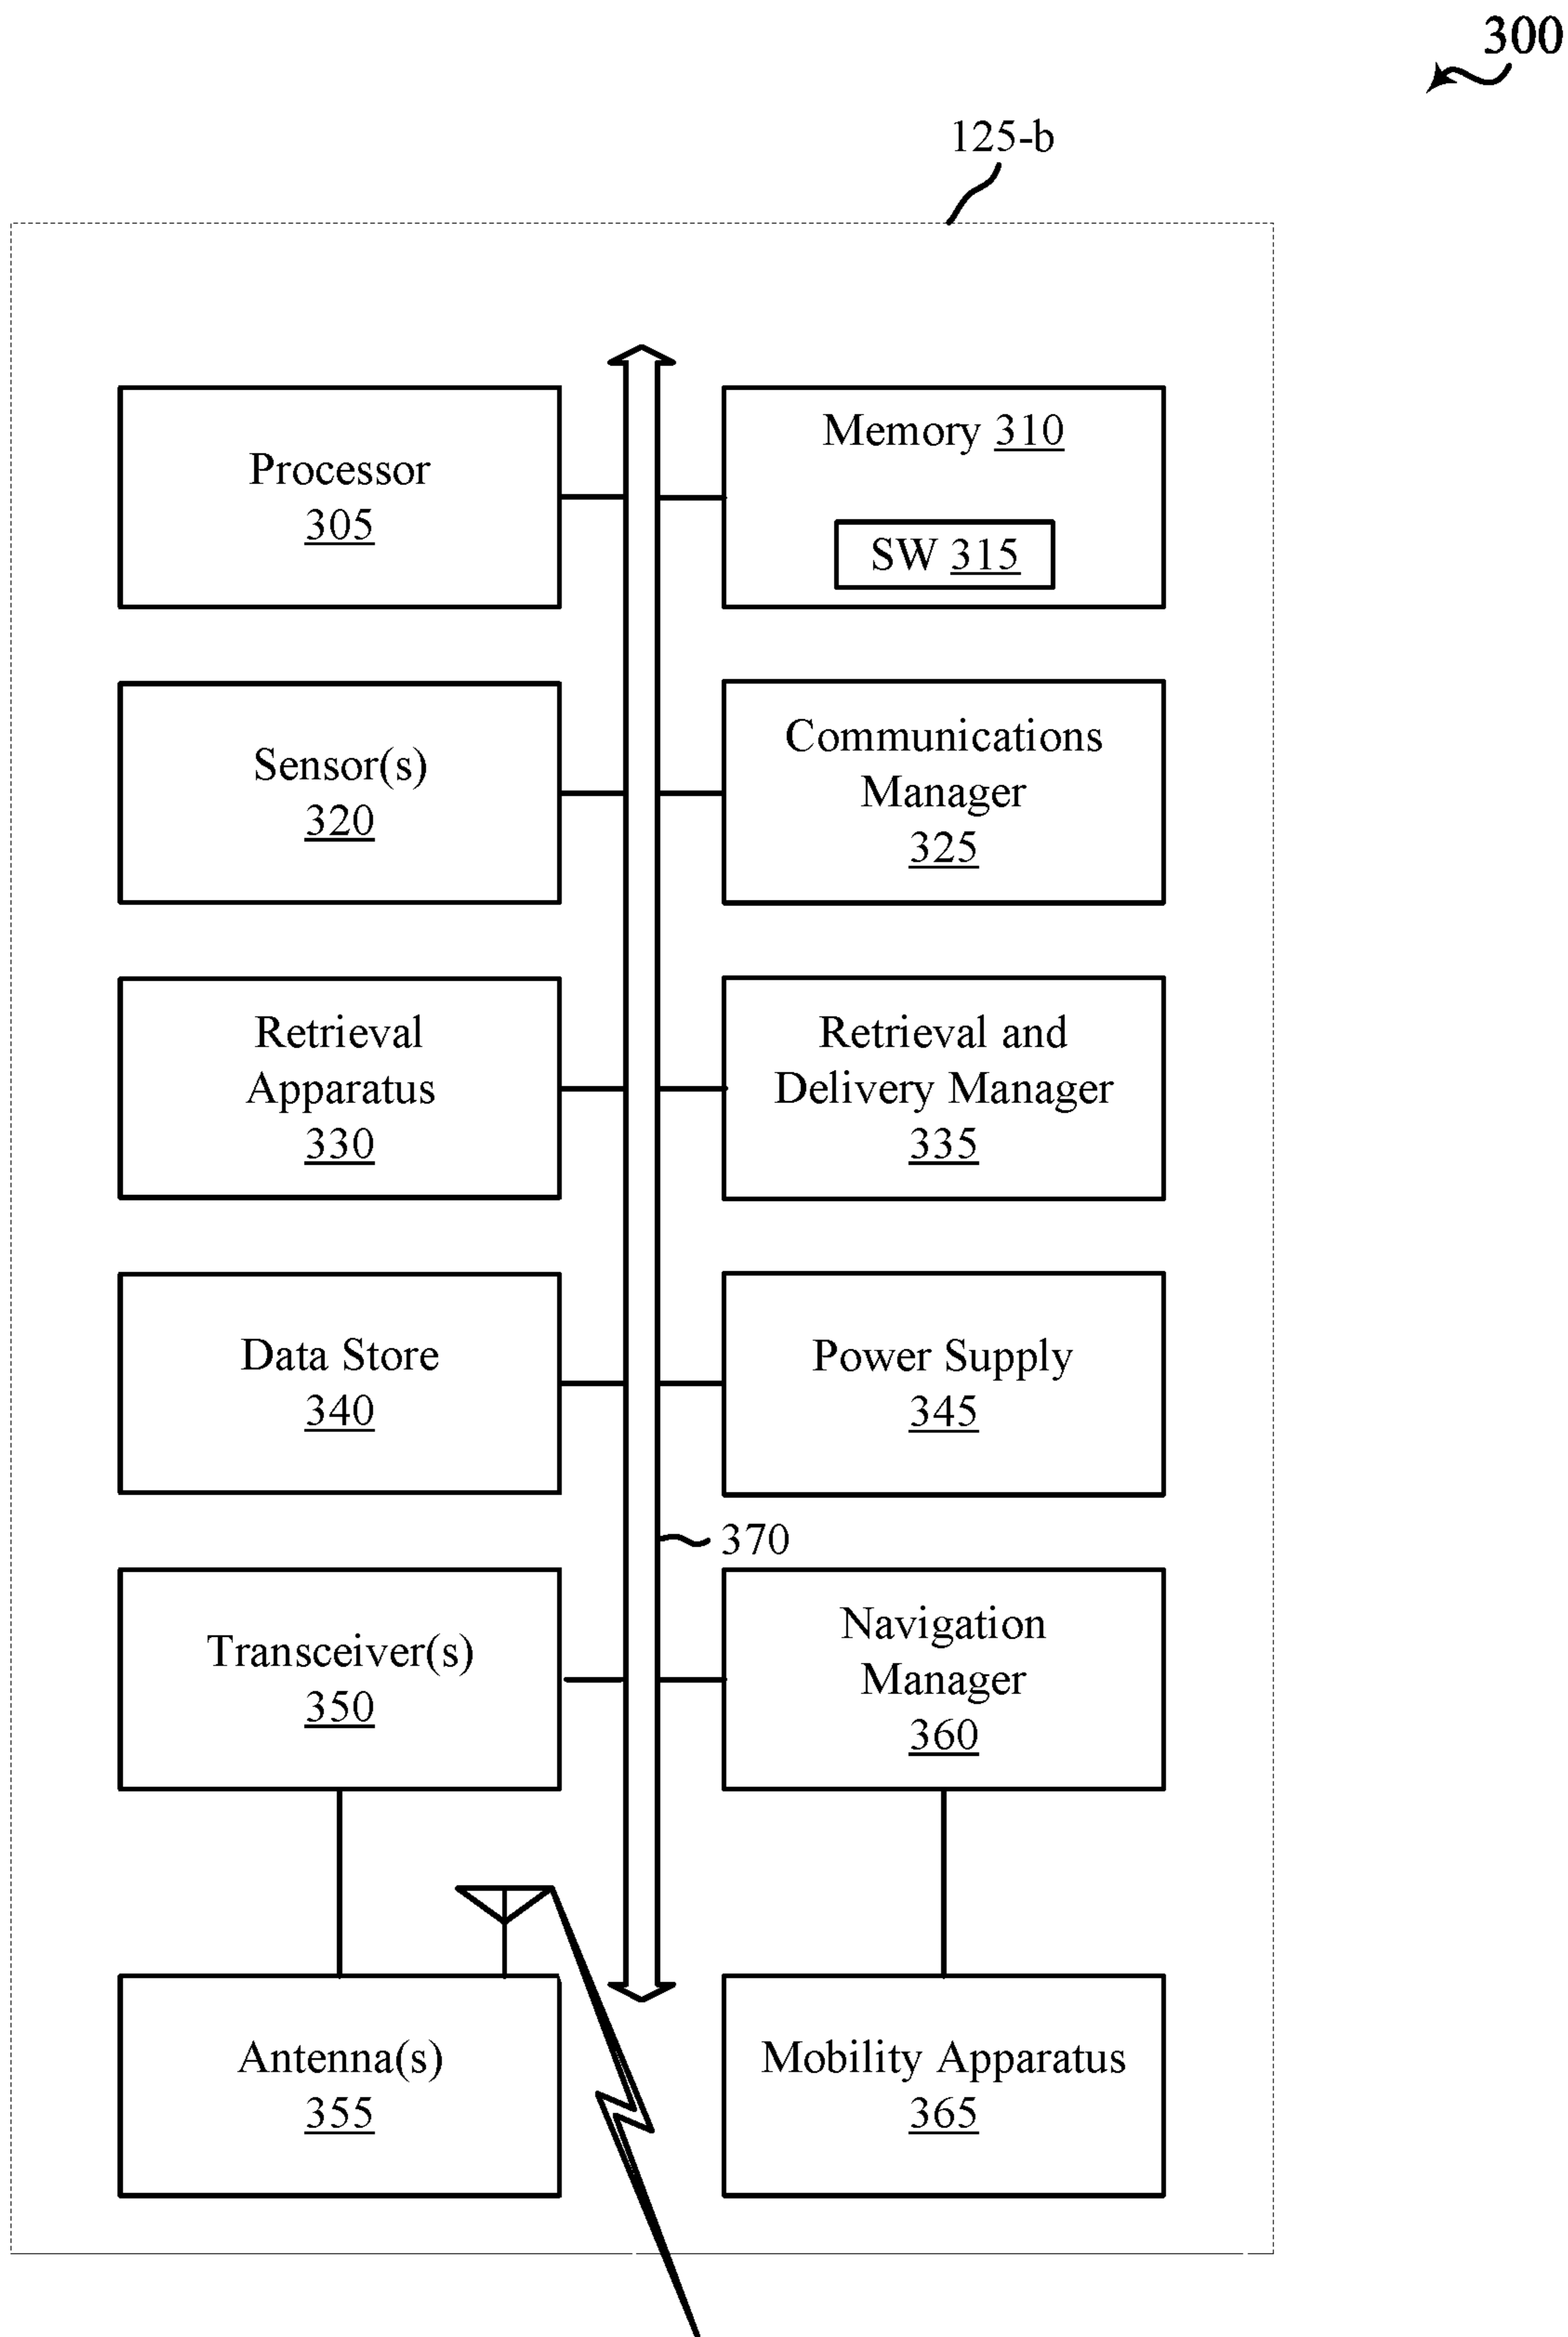 300
125-b
Processor
305
Memory 310
SW 315
Sensor(s)
320
Communications
Manager
325
Retrieval
Apparatus
330
Retrieval and
Delivery Manager
335
Data Store
340
Power Supply
345
370
Transceiver(s)
350
Navigation
Manager
360
Antenna(s)
355
Mobility Apparatus
365